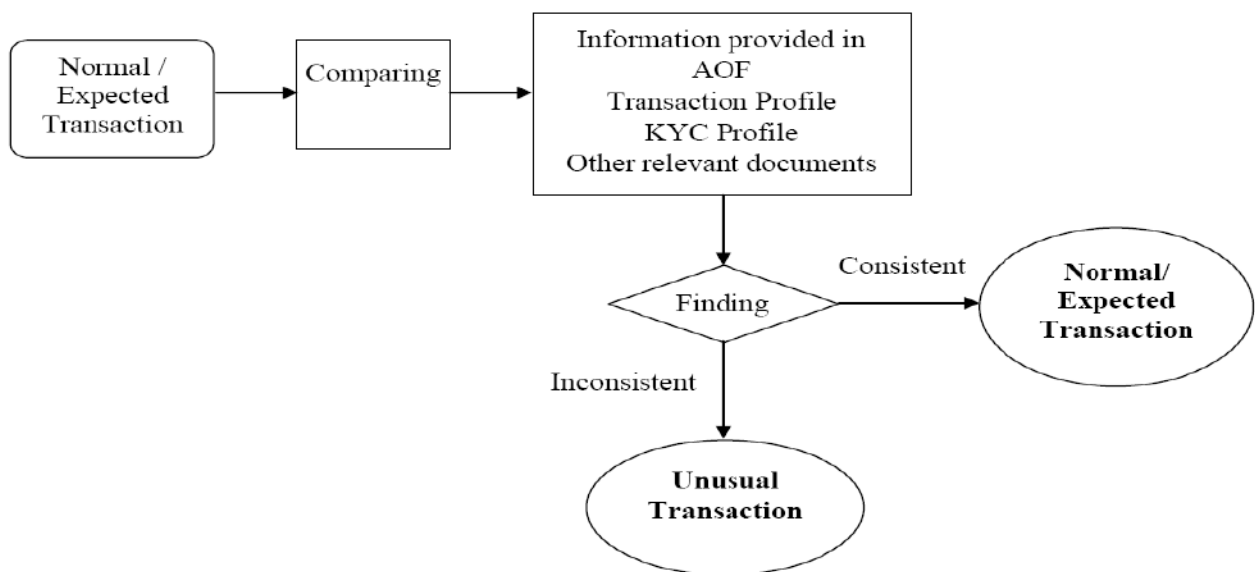 Normal /
Expected
Transaction
Comparing
Information provided in
AOF
Transaction Profile
KYC Profile
Other relevant documents
Finding
Consistent
Normal/
Expected
Transaction
Inconsistent
Unusual
Transaction